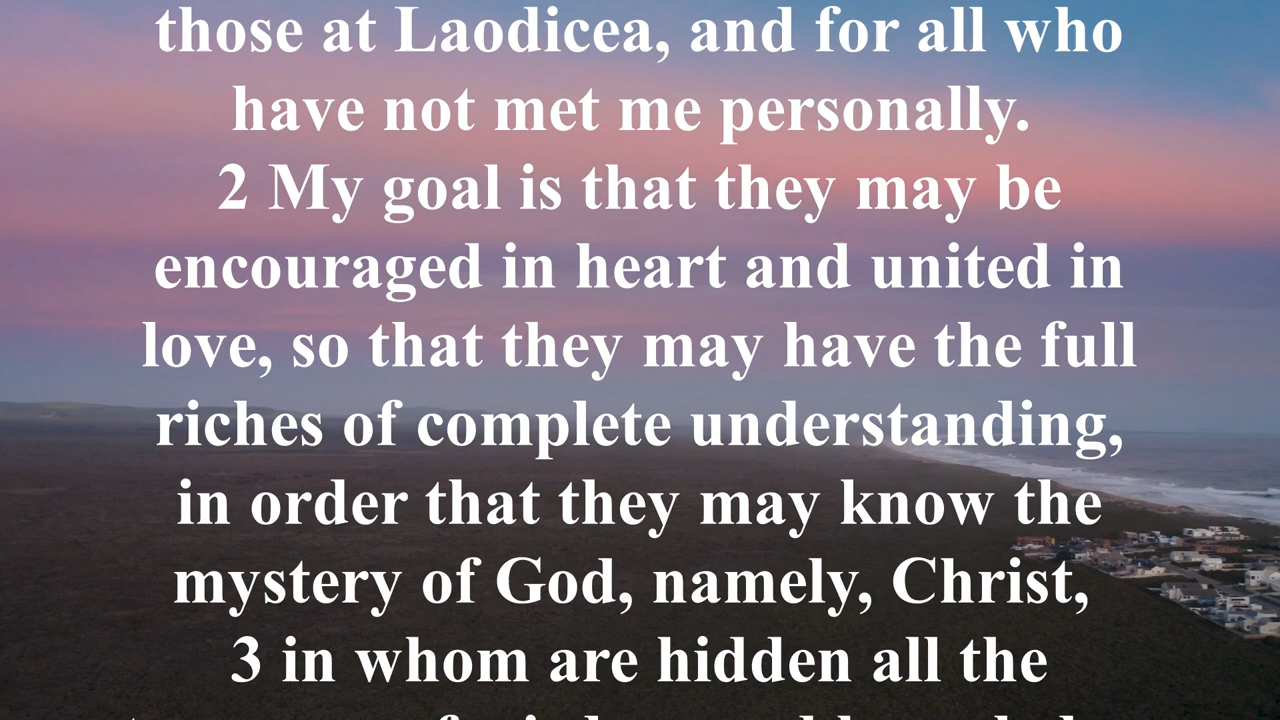 those at Laodicea, and for all who
have not met me personally.
2 My goal is that they may be
encouraged in heart and united in
love, so that they may have the full
riches of complete understanding,
in order that they may know the
mystery of God, namely, Christ,
3 in whom are hidden all the